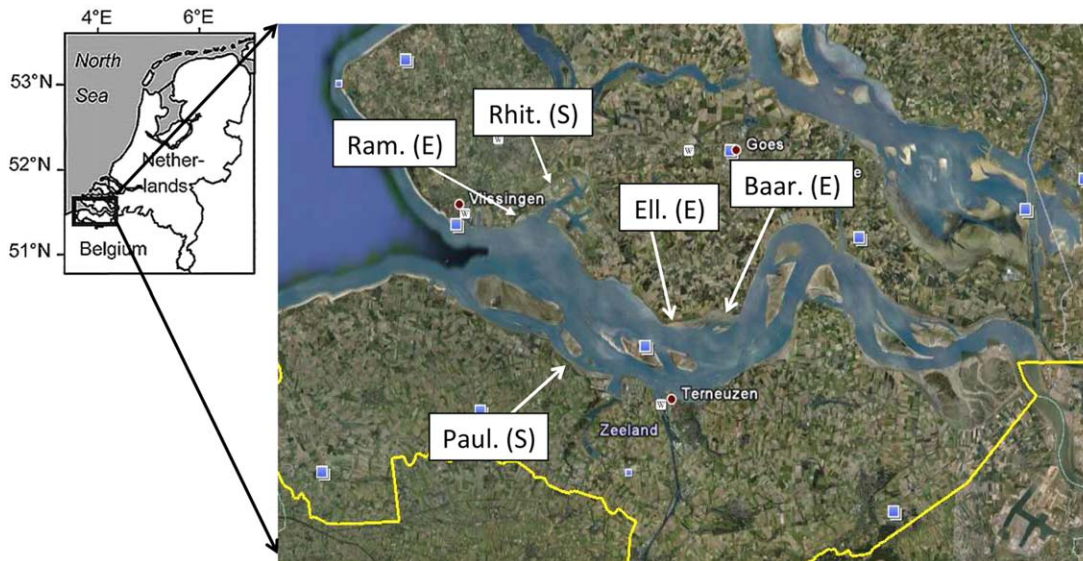 4°E
6°E
North
Sea
53°N
52°N
51°N
Nether-
lands
Belgium
Rhit. (S)
Ram. (E)
W
W
Goes
Baar. (E)
e
Vlissingen
W
Ell. (E)
Terneuzen
W
Zeeland
Paul. (S)